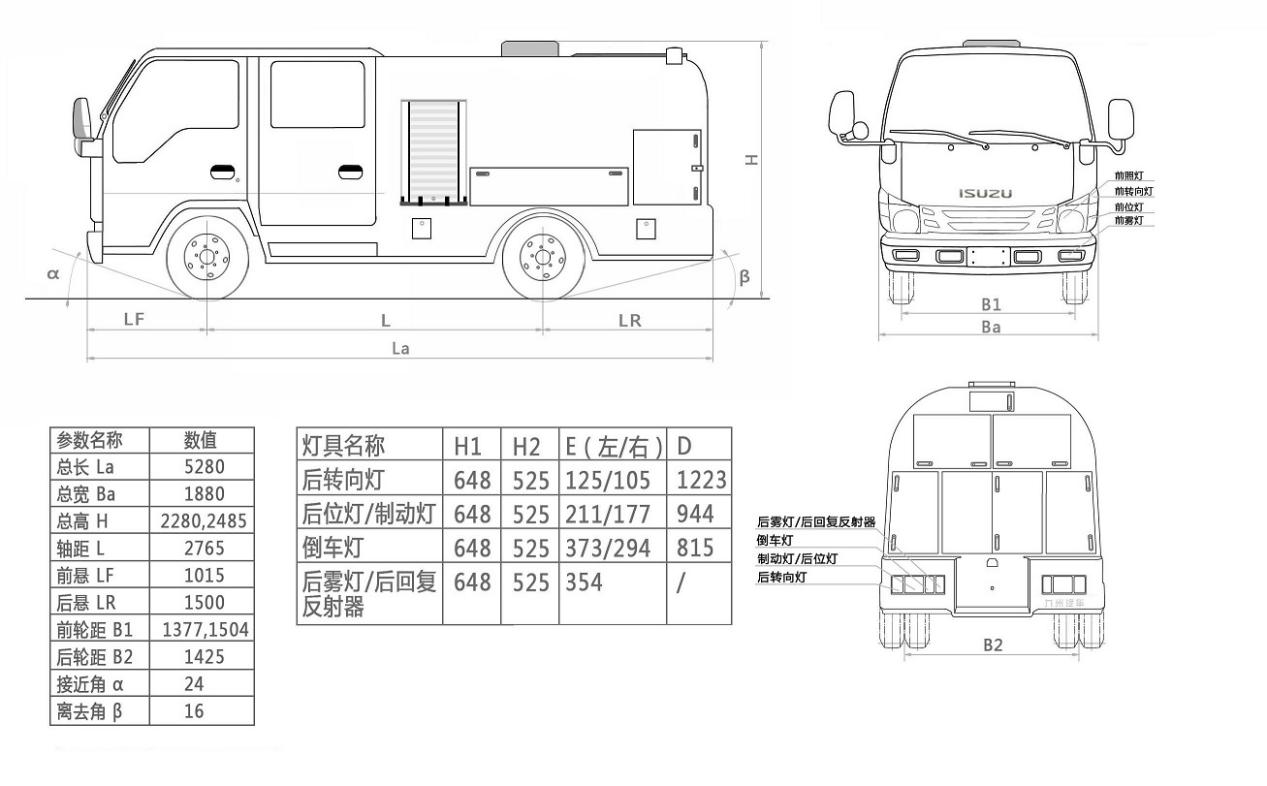 H
α
β
LF
L
LR
La
ISUZU
前照灯
前转向灯
前位灯
前雾灯
B1
Ba
参数名称 数值
总长 La 5280
总宽 Ba 1880
总高 H 2280,2485
轴距 L 2765
前悬 LF 1015
后悬 LR 1500
前轮距 B1 1377,1504
后轮距 B2 1425
接近角 α 24
离去角 β 16
灯具名称 H1 H2 E(左/右) D
后转向灯 648 525 125/105 1223
后位灯/制动灯 648 525 211/177 944
倒车灯 648 525 373/294 815
后雾灯/后回复 648 525 354 /
反射器
后雾灯/后回复反射器
倒车灯
制动灯/后位灯
后转向灯
九州汽车
B2